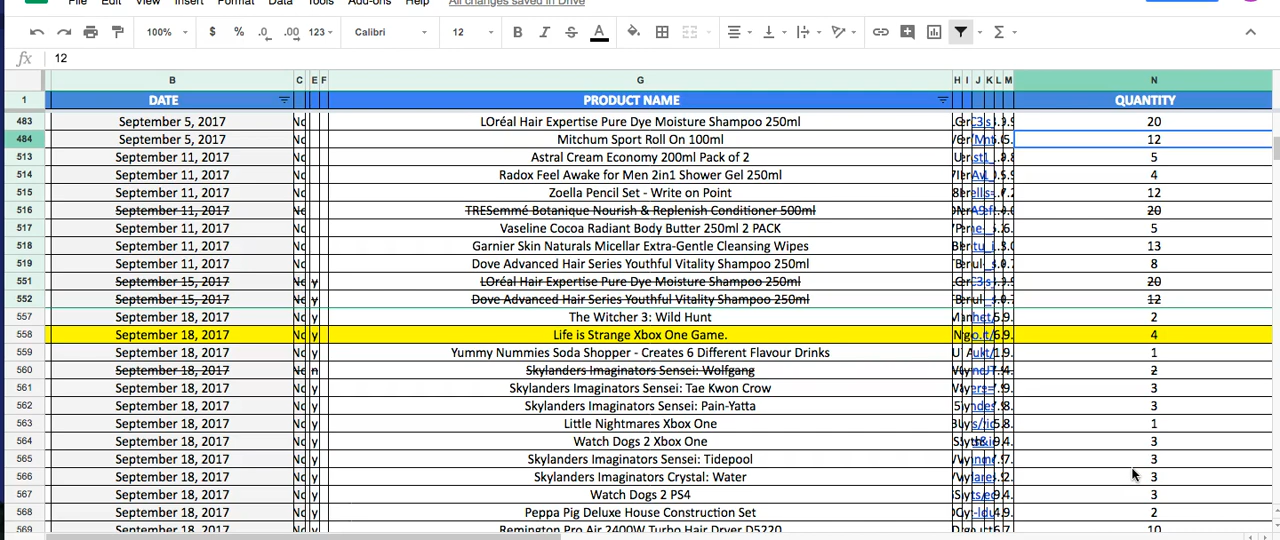 File Edit View Insert Format Data Tools Add-ons Help All changes saved in Drive
100% $ % .0 .00 123 Calibri 12 B I S A
fx 12
B C E F G H I J K L M N
1 DATE PRODUCT NAME QUANTITY
483 September 5, 2017 LOréal Hair Expertise Pure Dye Moisture Shampoo 250ml 20
484 September 5, 2017 Mitchum Sport Roll On 100ml 12
513 September 11, 2017 Astral Cream Economy 200ml Pack of 2 5
514 September 11, 2017 Radox Feel Awake for Men 2in1 Shower Gel 250ml 4
515 September 11, 2017 Zoella Pencil Set - Write on Point 12
516 September 11, 2017 TRESemmé Botanique Nourish & Replenish Conditioner 500ml 20
517 September 11, 2017 Vaseline Cocoa Radiant Body Butter 250ml 2 PACK 5
518 September 11, 2017 Garnier Skin Naturals Micellar Extra-Gentle Cleansing Wipes 13
519 September 11, 2017 Dove Advanced Hair Series Youthful Vitality Shampoo 250ml 8
551 September 15, 2017 y LOréal Hair Expertise Pure Dye Moisture Shampoo 250ml 20
552 September 15, 2017 y Dove Advanced Hair Series Youthful Vitality Shampoo 250ml 12
557 September 18, 2017 y The Witcher 3: Wild Hunt 2
558 September 18, 2017 y Life is Strange Xbox One Game. 4
559 September 18, 2017 y Yummy Nummies Soda Shopper - Creates 6 Different Flavour Drinks 1
560 September 18, 2017 n Skylanders Imaginators Sensei: Wolfgang 2
561 September 18, 2017 y Skylanders Imaginators Sensei: Tae Kwon Crow 3
562 September 18, 2017 y Skylanders Imaginators Sensei: Pain-Yatta 3
563 September 18, 2017 y Little Nightmares Xbox One 1
564 September 18, 2017 y Watch Dogs 2 Xbox One 3
565 September 18, 2017 y Skylanders Imaginators Sensei: Tidepool 3
566 September 18, 2017 y Skylanders Imaginators Crystal: Water 3
567 September 18, 2017 y Watch Dogs 2 PS4 3
568 September 18, 2017 y Peppa Pig Deluxe House Construction Set 2
569 September 18, 2017 y Remington Pro Air 2400W Turbo Hair Dryer D5220 10